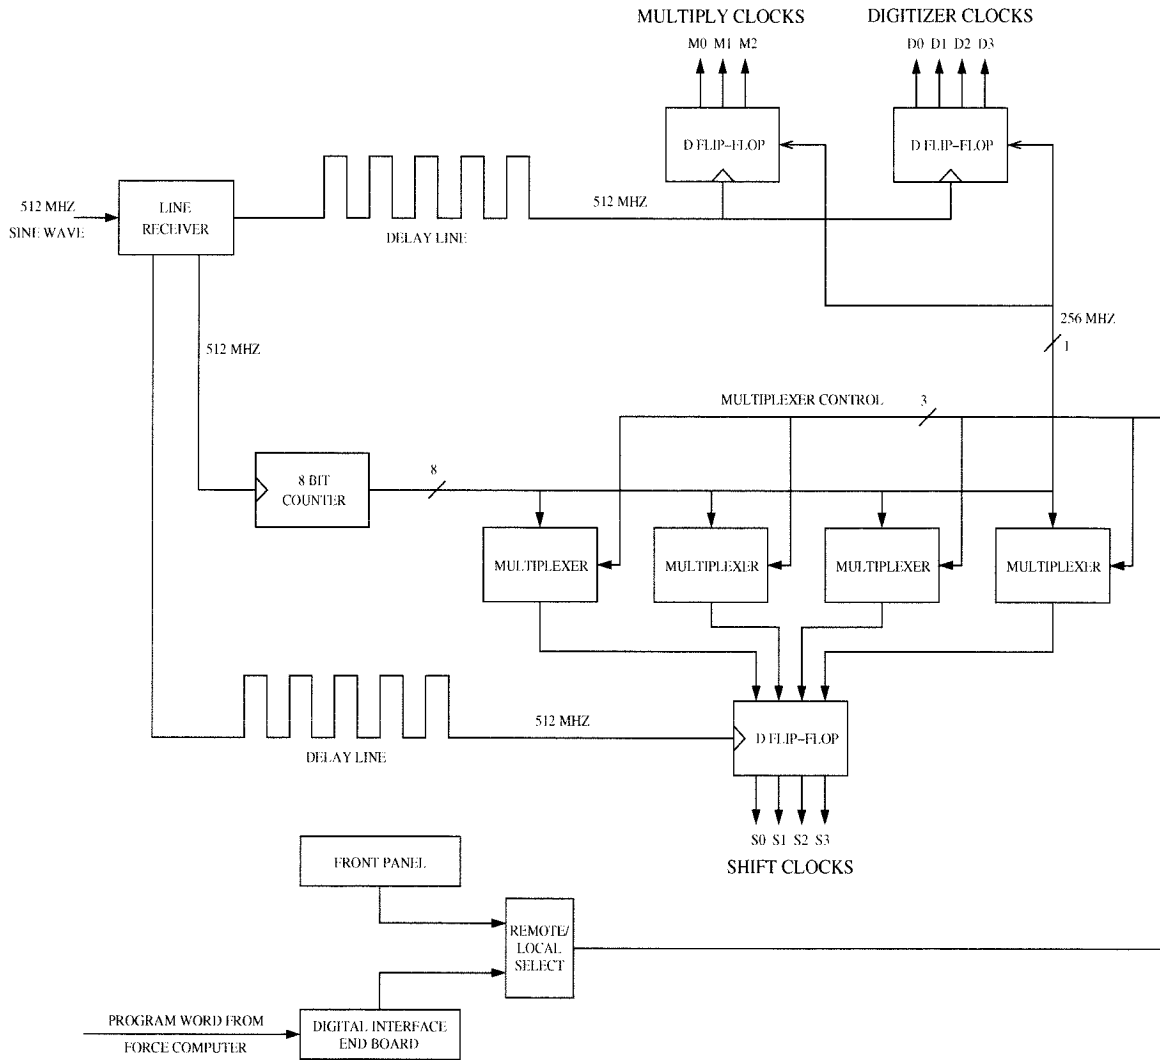 MULTIPLY CLOCKS
DIGITIZER CLOCKS
M0 M1 M2
D0 D1 D2 D3
D FLIP-FLOP
D FLIP-FLOP
512 MHZ
SINE WAVE
LINE
RECEIVER
DELAY LINE
512 MHZ
256 MHZ
1
512 MHZ
MULTIPLEXER CONTROL
3
8 BIT
COUNTER
8
MULTIPLEXER
MULTIPLEXER
MULTIPLEXER
MULTIPLEXER
512 MHZ
DELAY LINE
D FLIP-FLOP
S0 S1 S2 S3
SHIFT CLOCKS
FRONT PANEL
REMOTE/
LOCAL
SELECT
PROGRAM WORD FROM
FORCE COMPUTER
DIGITAL INTERFACE
END BOARD